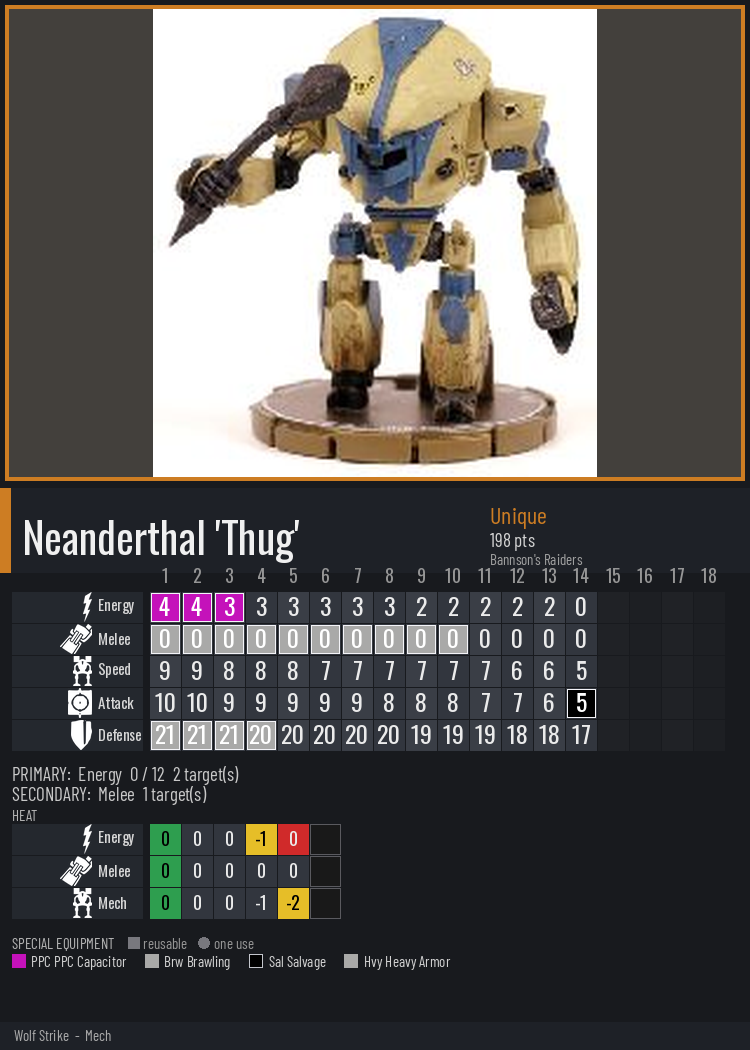 Neanderthal 'Thug'
Unique
198 pts
Bannson's Raiders
1 2 3 4 5 6 7 8 9 10 11 12 13 14 15 16 17 18
Energy 4 4 3 3 3 3 3 3 2 2 2 2 2 0
Melee 0 0 0 0 0 0 0 0 0 0 0 0 0 0
Speed 9 9 8 8 8 7 7 7 7 7 7 6 6 5
Attack 10 10 9 9 9 9 9 8 8 8 7 7 6 5
Defense 21 21 21 20 20 20 20 20 19 19 19 18 18 17
PRIMARY: Energy 0 / 12 2 target(s)
SECONDARY: Melee 1 target(s)
HEAT
Energy 0 0 0 -1 0
Melee 0 0 0 0 0
Mech 0 0 0 -1 -2
SPECIAL EQUIPMENT reusable one use
PPC PPC Capacitor Brw Brawling Sal Salvage Hvy Heavy Armor
Wolf Strike - Mech